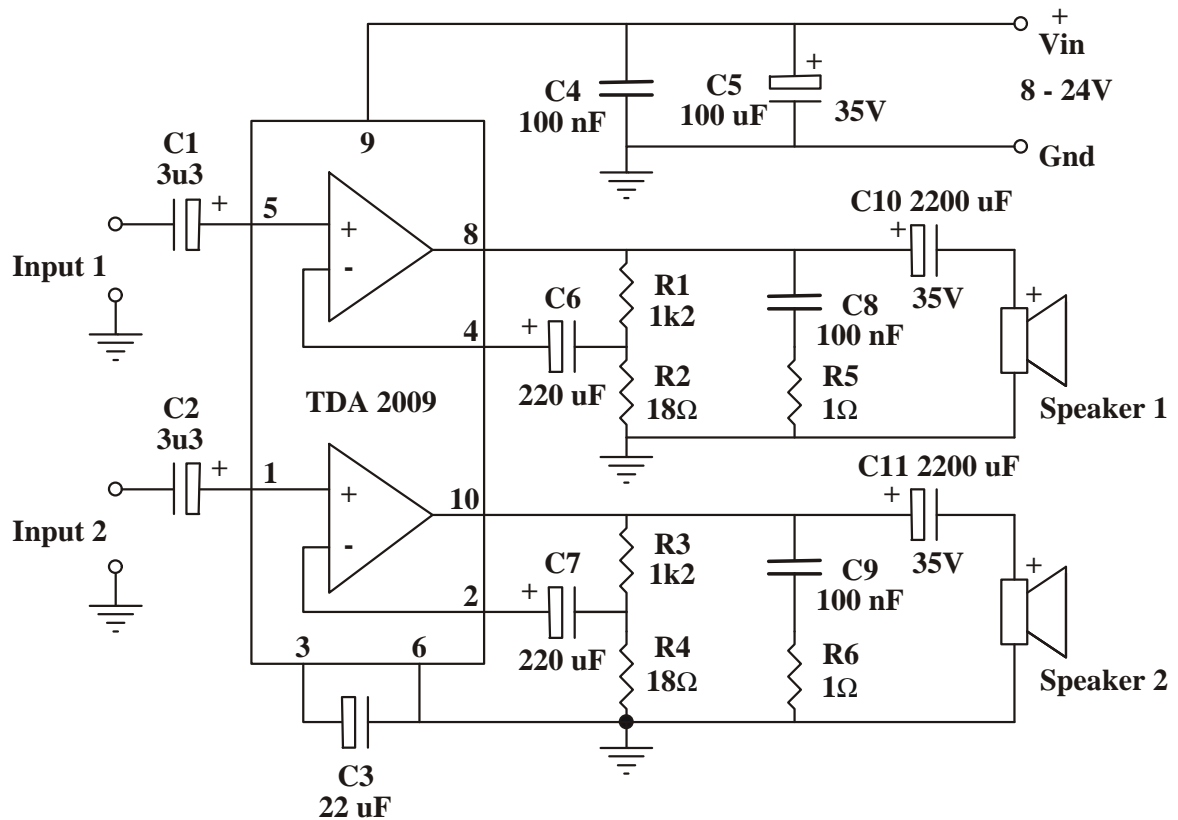 +
Vin
8 - 24V
Gnd
C4
100 nF
C5
100 uF
+
35V
9
C1
3u3
+
5
+
-
8
4
Input 1
C10 2200 uF
+
35V
C6
+
220 uF
R1
1k2
R2
18Ω
C8
100 nF
R5
1Ω
+
Speaker 1
TDA 2009
C2
3u3
+
1
+
-
10
2
Input 2
C11 2200 uF
+
35V
C7
+
220 uF
R3
1k2
R4
18Ω
C9
100 nF
R6
1Ω
+
Speaker 2
3
6
C3
22 uF